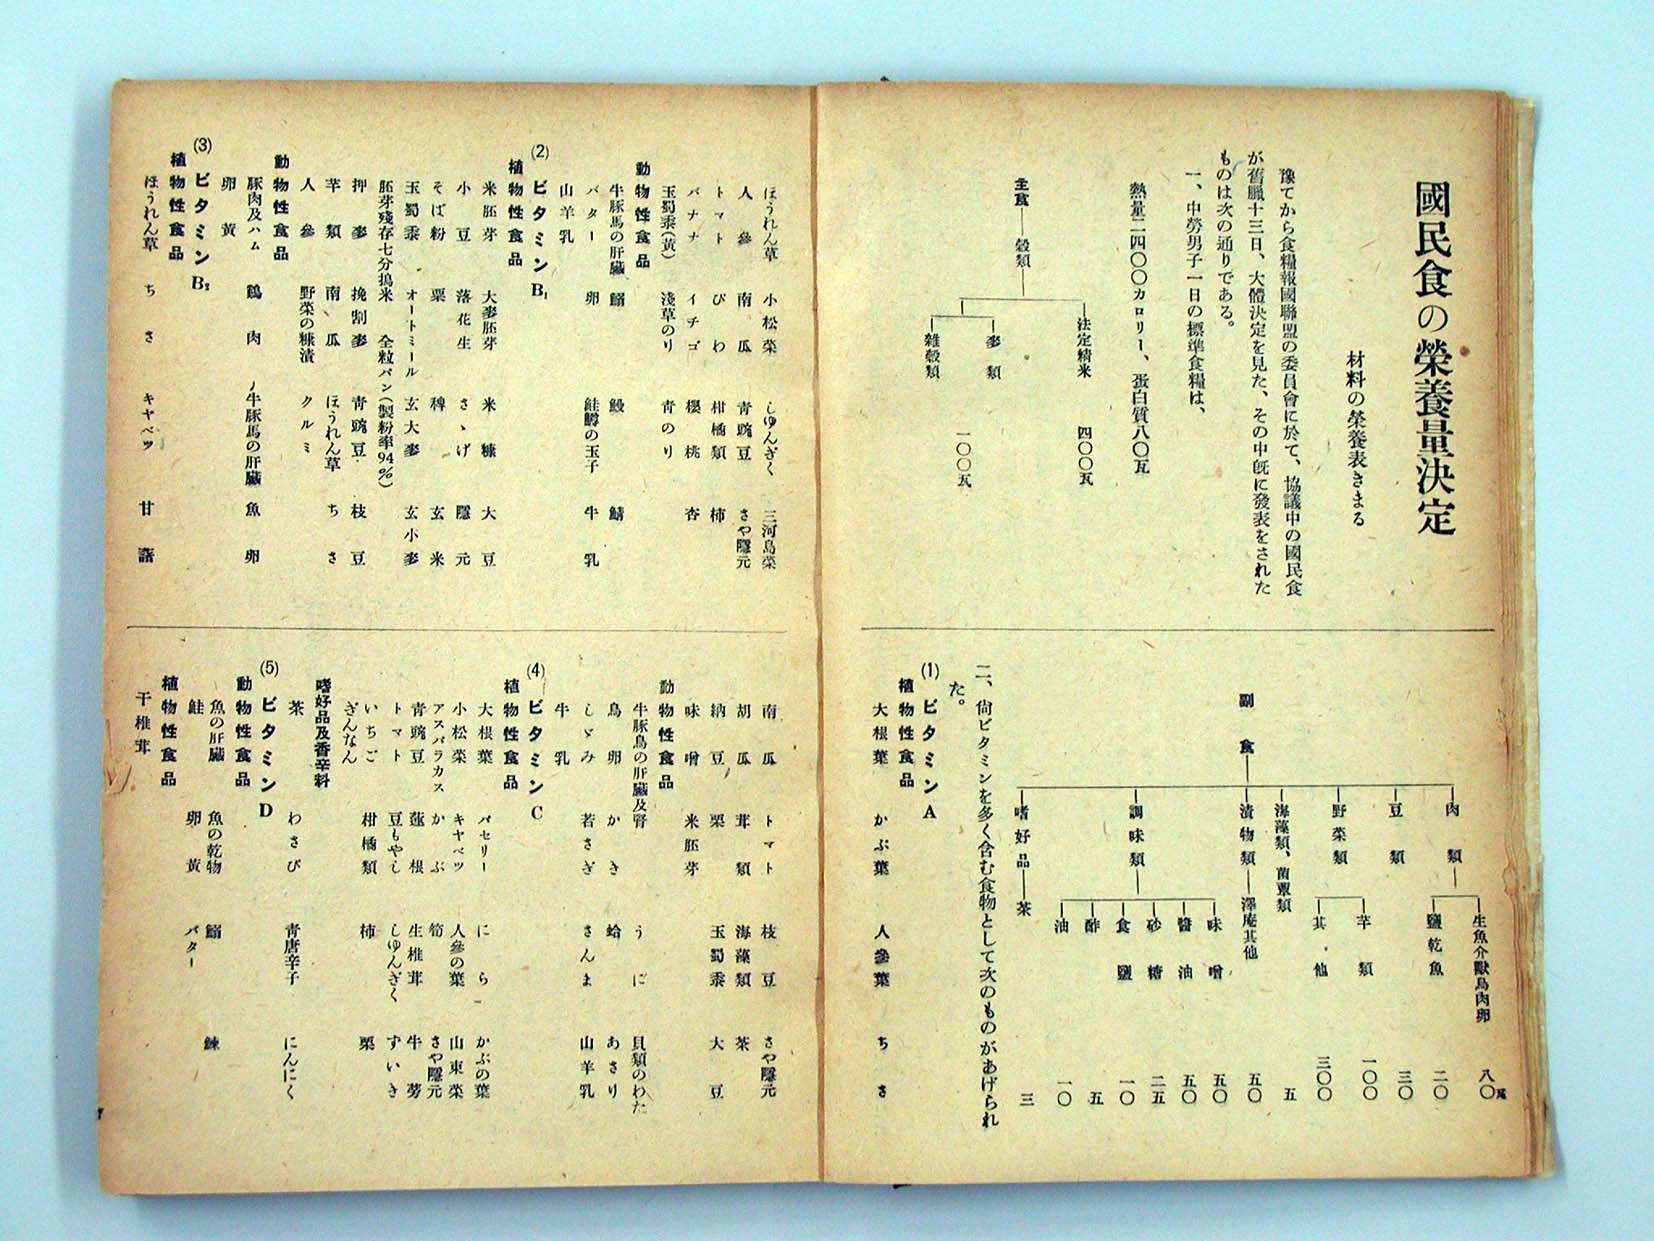 國民食の榮養量決定
材料の榮養表きまる
豫てから食糧報國聯盟の委員會に於て、協議中の國民食
が舊臘十三日、大體決定を見た、その中既に發表をされた
ものは次の通りである。
一、中勞男子一日の標準食糧は、
熱量二四〇〇カロリー、蛋白質八〇瓦
主食 穀類
法定精米 四〇〇瓦
麥類
雜穀類
一〇〇瓦
副食
肉類
生魚介獸鳥肉卵 八〇瓦
鹽乾魚 二〇
豆類 三〇
野菜類
芋類 一〇〇
其他 三〇〇
海藻類、菌蕈類 五
漬物類 澤庵其他 五〇
調味類
味噌 五〇
醬油 五〇
砂糖 二五
食鹽 一〇
酢 五
油 一〇
嗜好品 茶 三
二、尙ビタミンを多く含む食物として次のものがあげられ
た。
(1) ビタミンA
植物性食品
大根葉 かぶ葉 人參葉 ちさ
ほうれん草 小松菜 しゆんぎく 三河島菜
人參 南瓜 青豌豆 さや隱元
トマト びわ 柑橘類 柿
バナナ イチゴ 櫻桃 杏
玉蜀黍(黄) 淺草のり 青のり
動物性食品
牛豚馬の肝臟 鰯 鰻 鯖
バター 卵 鮭鱒の玉子 牛乳
山羊乳
(2) ビタミンB₁
植物性食品
米胚芽 大麥胚芽 米糠 大豆
小豆 落花生 さゝげ 隱元
そば粉 粟 稗 玄米
玉蜀黍 オートミール 玄大麥 玄小麥
胚芽殘存七分搗米 全粒パン(製粉率94%)
押麥 挽割麥 青豌豆 枝豆
芋類 南瓜 ほうれん草 ちさ
人參 野菜の糠漬 クルミ
動物性食品
豚肉及ハム 鷄肉 牛豚馬の肝臟 魚卵
卵黄
(3) ビタミンB₂
植物性食品
ほうれん草 ちさ キヤベツ 甘藷
南瓜 トマト 枝豆 さや隱元
胡瓜 茸類 海藻類 茶
納豆 栗 玉蜀黍 大豆
味噌 米胚芽
動物性食品
牛豚鳥の肝臟及腎 うに 貝類のわた
鳥卵 かき 蛤 あさり
しゞみ 若さぎ さんま 山羊乳
牛乳
(4) ビタミンC
植物性食品
大根葉 パセリー にら かぶの葉
小松菜 キヤベツ 人參の葉 山東菜
アスパラカス かぶ 筍 さや隱元
青豌豆 蓮根 生椎茸 牛蒡
トマト 豆もやし しゆんぎく ずいき
いちご 柑橘類 柿 栗
ぎんなん
嗜好品及香辛料
茶 わさび 青唐辛子 にんにく
(5) ビタミンD
動物性食品
魚の肝臟 魚の乾物 鰯 鰊
鮭 卵黄 バター
植物性食品
干椎茸